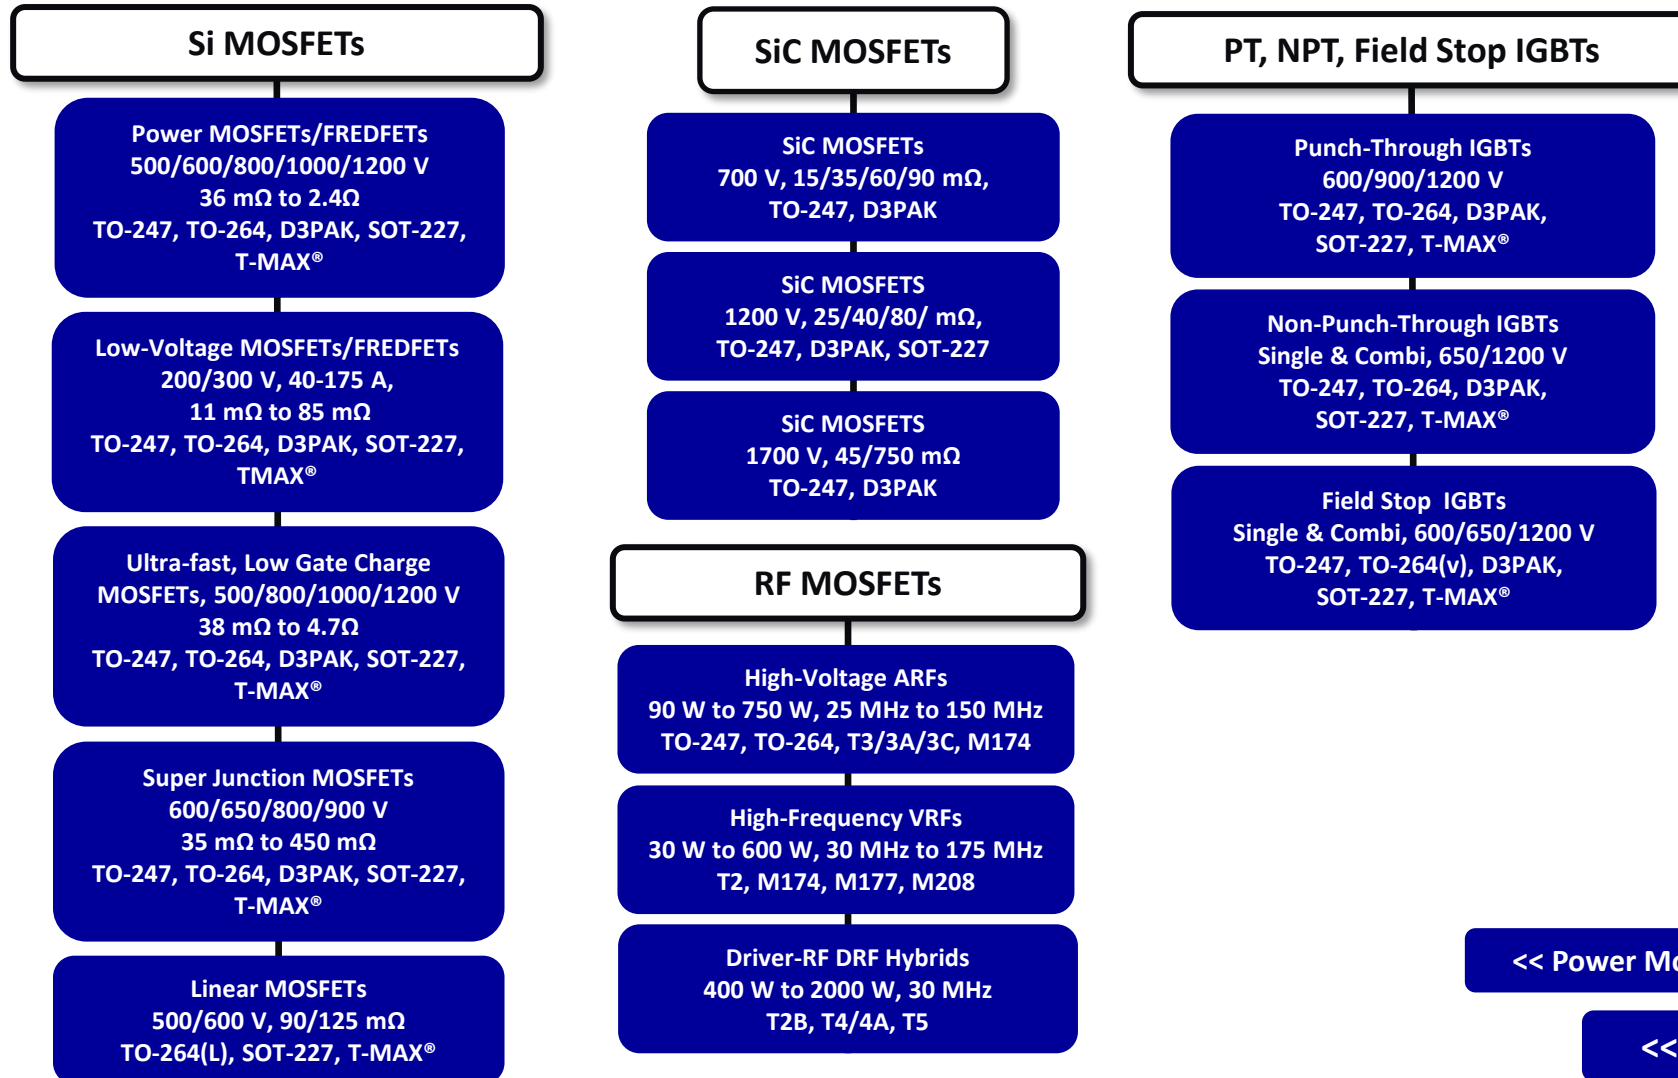 Si MOSFETs
Power MOSFETs/FREDFETs
500/600/800/1000/1200 V
36 mΩ to 2.4Ω
TO-247, TO-264, D3PAK, SOT-227,
T-MAX®
Low-Voltage MOSFETs/FREDFETs
200/300 V, 40-175 A,
11 mΩ to 85 mΩ
TO-247, TO-264, D3PAK, SOT-227,
TMAX®
Ultra-fast, Low Gate Charge
MOSFETs, 500/800/1000/1200 V
38 mΩ to 4.7Ω
TO-247, TO-264, D3PAK, SOT-227,
T-MAX®
Super Junction MOSFETs
600/650/800/900 V
35 mΩ to 450 mΩ
TO-247, TO-264, D3PAK, SOT-227,
T-MAX®
Linear MOSFETs
500/600 V, 90/125 mΩ
TO-264(L), SOT-227, T-MAX®
SiC MOSFETs
SiC MOSFETs
700 V, 15/35/60/90 mΩ,
TO-247, D3PAK
SiC MOSFETS
1200 V, 25/40/80/ mΩ,
TO-247, D3PAK, SOT-227
SiC MOSFETS
1700 V, 45/750 mΩ
TO-247, D3PAK
RF MOSFETs
High-Voltage ARFs
90 W to 750 W, 25 MHz to 150 MHz
TO-247, TO-264, T3/3A/3C, M174
High-Frequency VRFs
30 W to 600 W, 30 MHz to 175 MHz
T2, M174, M177, M208
Driver-RF DRF Hybrids
400 W to 2000 W, 30 MHz
T2B, T4/4A, T5
PT, NPT, Field Stop IGBTs
Punch-Through IGBTs
600/900/1200 V
TO-247, TO-264, D3PAK,
SOT-227, T-MAX®
Non-Punch-Through IGBTs
Single & Combi, 650/1200 V
TO-247, TO-264, D3PAK,
SOT-227, T-MAX®
Field Stop  IGBTs
Single & Combi, 600/650/1200 V
TO-247, TO-264(v), D3PAK,
SOT-227, T-MAX®
<< Power
<<